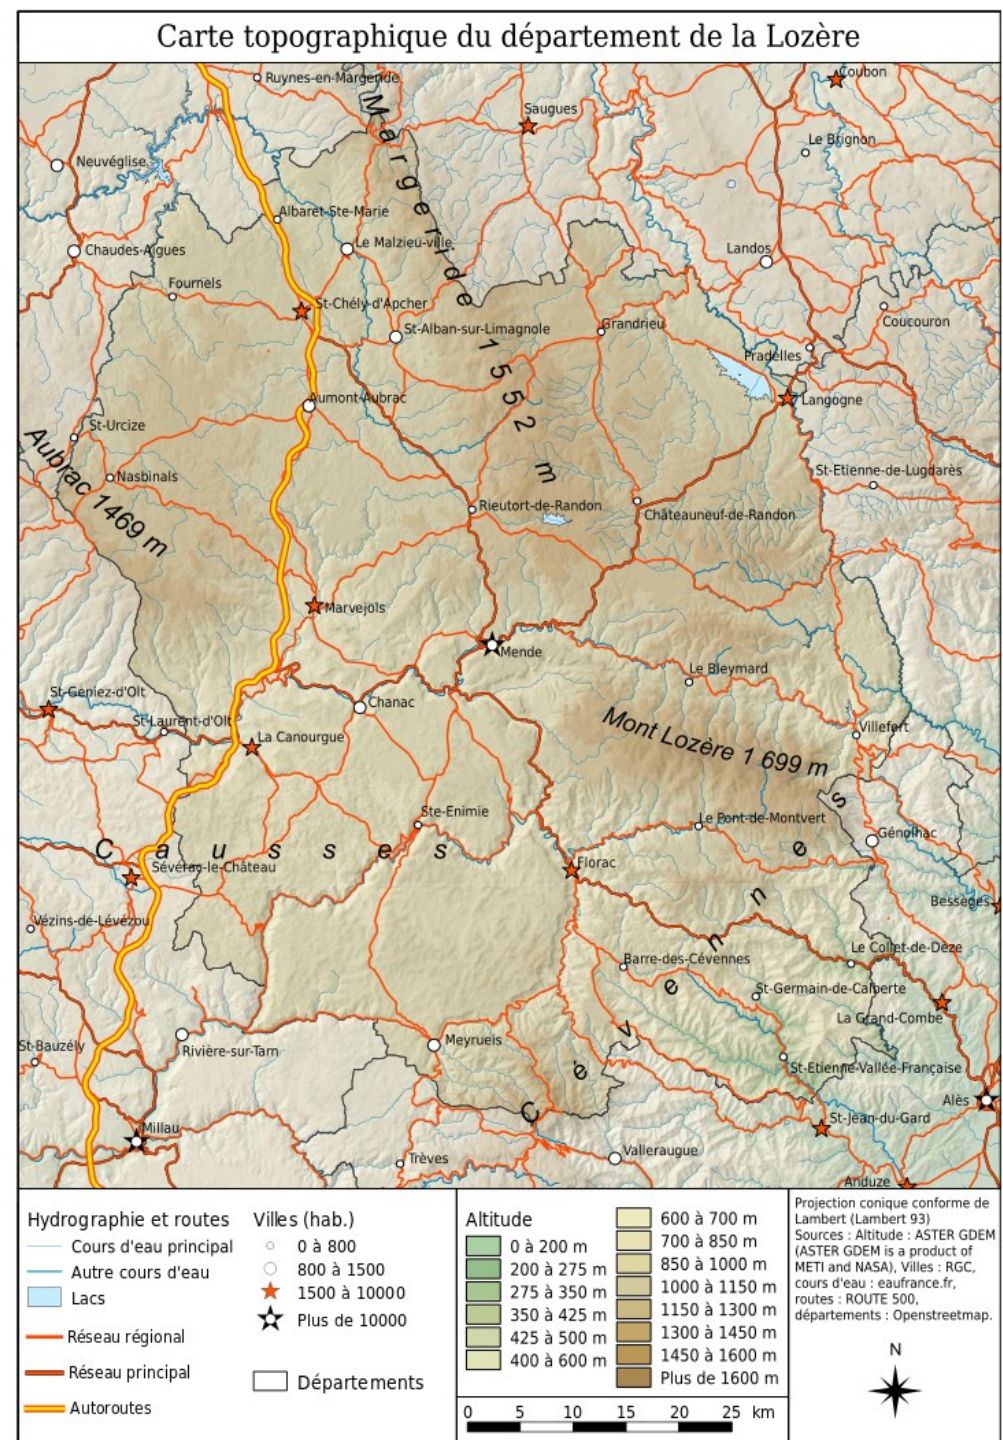 Carte topographique du département de la Lozère
Ruynes-en-Margeride
Coubon
Saugues
Le Brignon
Margeride 1552 m
Neuvéglise
Albaret-Ste-Marie
Chaudes-Aigues
Le Malzieu-ville
Landos
Fournels
St-Chély-d'Apcher
Coucouron
St-Alban-sur-Limagnole
Grandrieu
Pradelles
Aumont-Aubrac
Langogne
St-Urcize
Aubrac 1469 m
Nasbinals
St-Etienne-de-Lugdarès
Rieutort-de-Randon
Châteauneuf-de-Randon
Marvejols
Mende
Le Bleymard
St-Geniez-d'Olt
Chanac
St-Laurent-d'Olt
La Canourgue
Mont Lozère 1 699 m
Villefort
Ste-Enimie
Le Pont-de-Montvert
Génolhac
Causses
Sévérac-le-Château
Florac
Cévennes
Bessèges
Vézins-de-Lévézou
Le Collet-de-Dèze
Barre-des-Cévennes
St-Germain-de-Calberte
La Grand-Combe
St-Bauzély
Rivière-sur-Tarn
Meyrueis
St-Etienne-Vallée-Française
Alès
Millau
St-Jean-du-Gard
Trèves
Valleraugue
Anduze
Hydrographie et routes
Cours d'eau principal
Autre cours d'eau
Lacs
Réseau régional
Réseau principal
Autoroutes
Villes (hab.)
0 à 800
800 à 1500
1500 à 10000
Plus de 10000
Départements
Altitude
0 à 200 m
200 à 275 m
275 à 350 m
350 à 425 m
425 à 500 m
400 à 600 m
600 à 700 m
700 à 850 m
850 à 1000 m
1000 à 1150 m
1150 à 1300 m
1300 à 1450 m
1450 à 1600 m
Plus de 1600 m
0 5 10 15 20 25 km
Projection conique conforme de
Lambert (Lambert 93)
Sources : Altitude : ASTER GDEM
(ASTER GDEM is a product of
METI and NASA), Villes : RGC,
cours d'eau : eaufrance.fr,
routes : ROUTE 500,
départements : Openstreetmap.
N